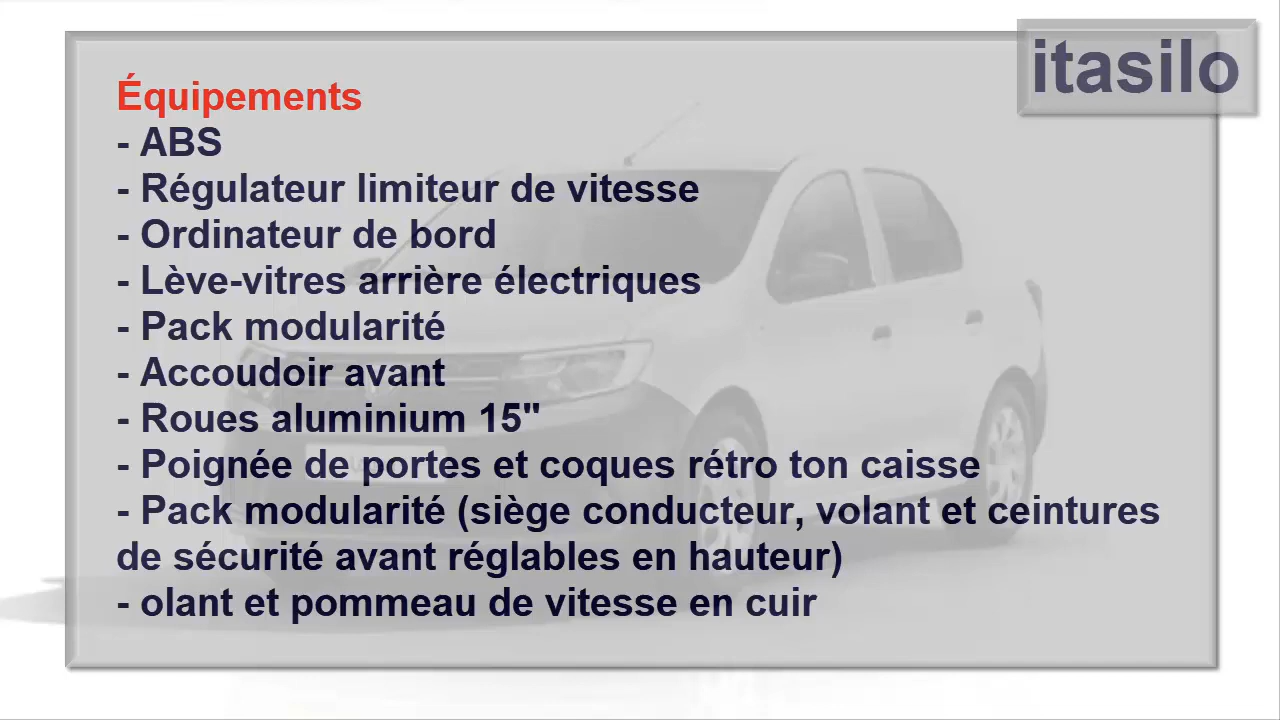 itasilo
Équipements
- ABS
- Régulateur limiteur de vitesse
- Ordinateur de bord
- Lève-vitres arrière électriques
- Pack modularité
- Accoudoir avant
- Roues aluminium 15"
- Poignée de portes et coques rétro ton caisse
- Pack modularité (siège conducteur, volant et ceintures
de sécurité avant réglables en hauteur)
- olant et pommeau de vitesse en cuir